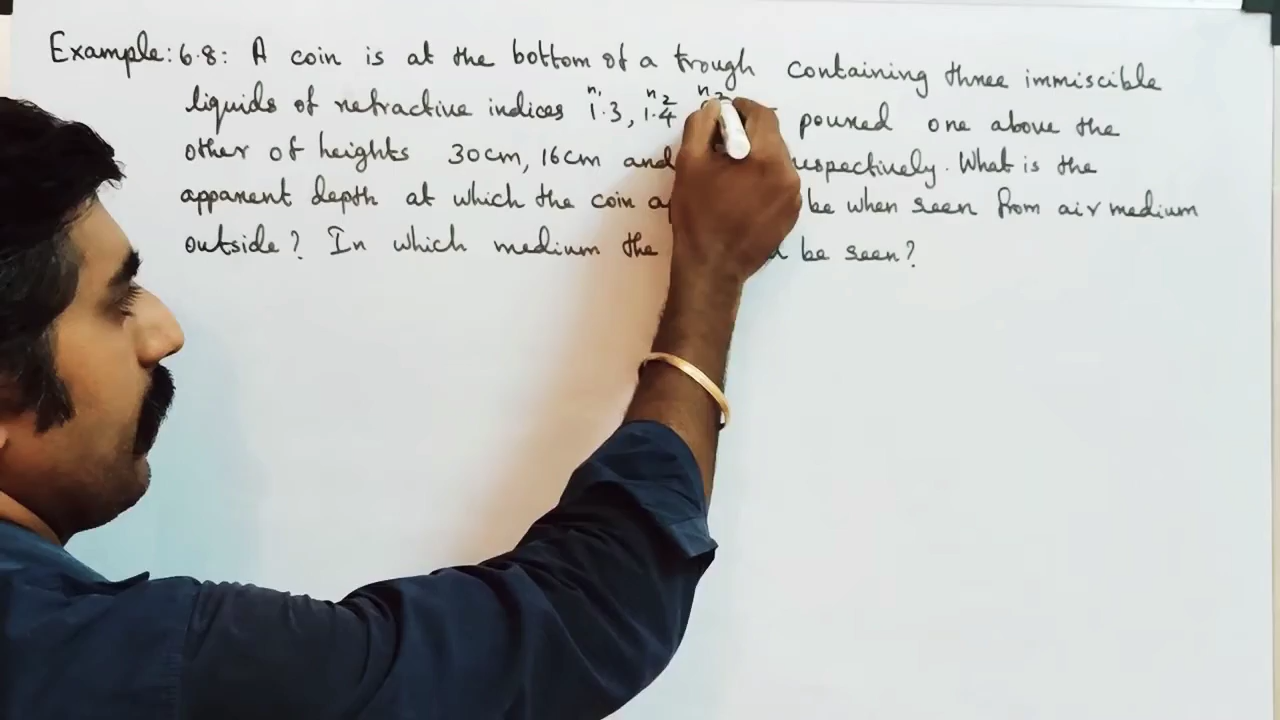 Example: 6.8: A coin is at the bottom of a trough containing three immiscible
n₁ n₂ n₃
liquids of refractive indices 1.3, 1.4 poured one above the
other of heights 30cm, 16cm and respectively. What is the
apparent depth at which the coin be when seen from air medium
outside? In which medium the be seen?